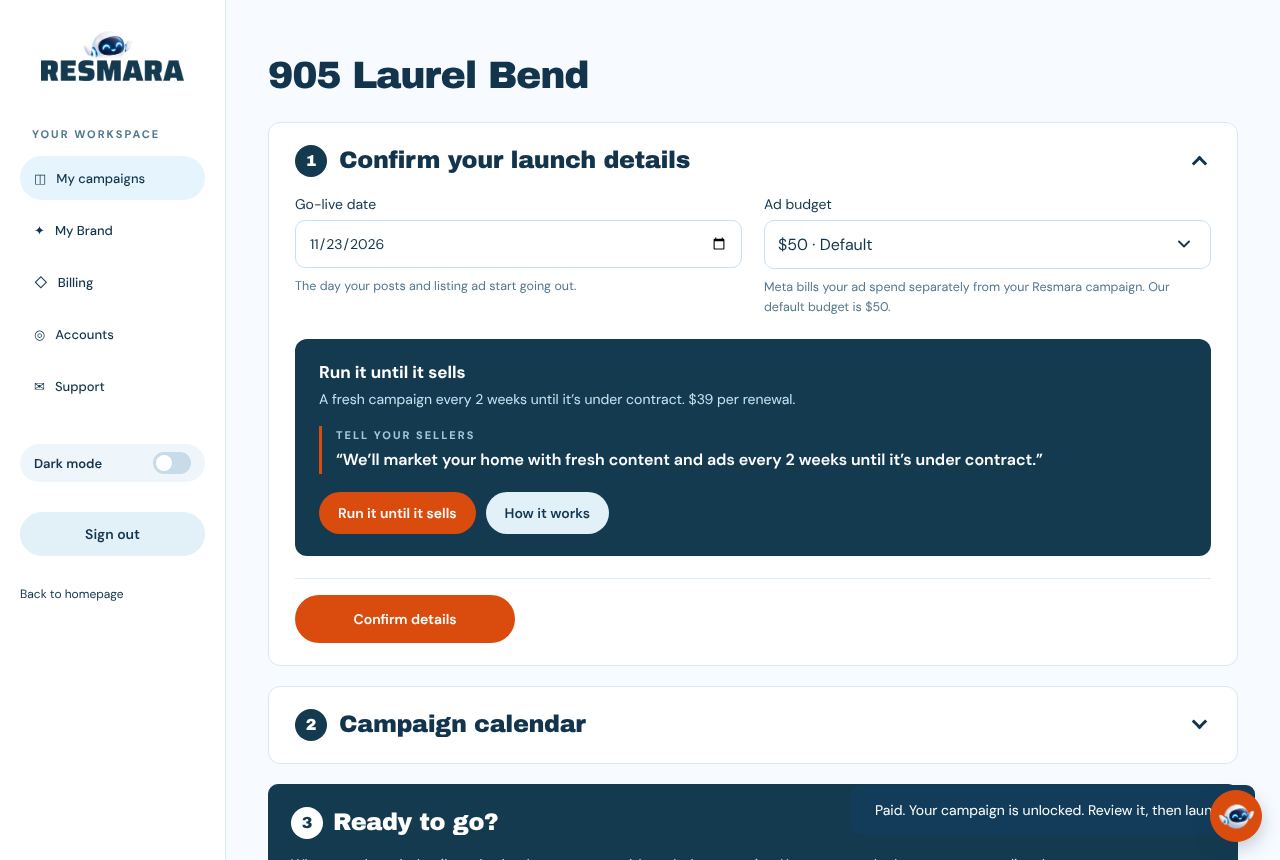 RESMARA
YOUR WORKSPACE
My campaigns
My Brand
Billing
Accounts
Support
Dark mode
Sign out
Back to homepage
905 Laurel Bend
1 Confirm your launch details
Go-live date
11/23/2026
The day your posts and listing ad start going out.
Ad budget
$50 · Default
Meta bills your ad spend separately from your Resmara campaign. Our
default budget is $50.
Run it until it sells
A fresh campaign every 2 weeks until it’s under contract. $39 per renewal.
TELL YOUR SELLERS
“We’ll market your home with fresh content and ads every 2 weeks until it’s under contract.”
Run it until it sells
How it works
Confirm details
2 Campaign calendar
3 Ready to go?
Paid. Your campaign is unlocked. Review it, then